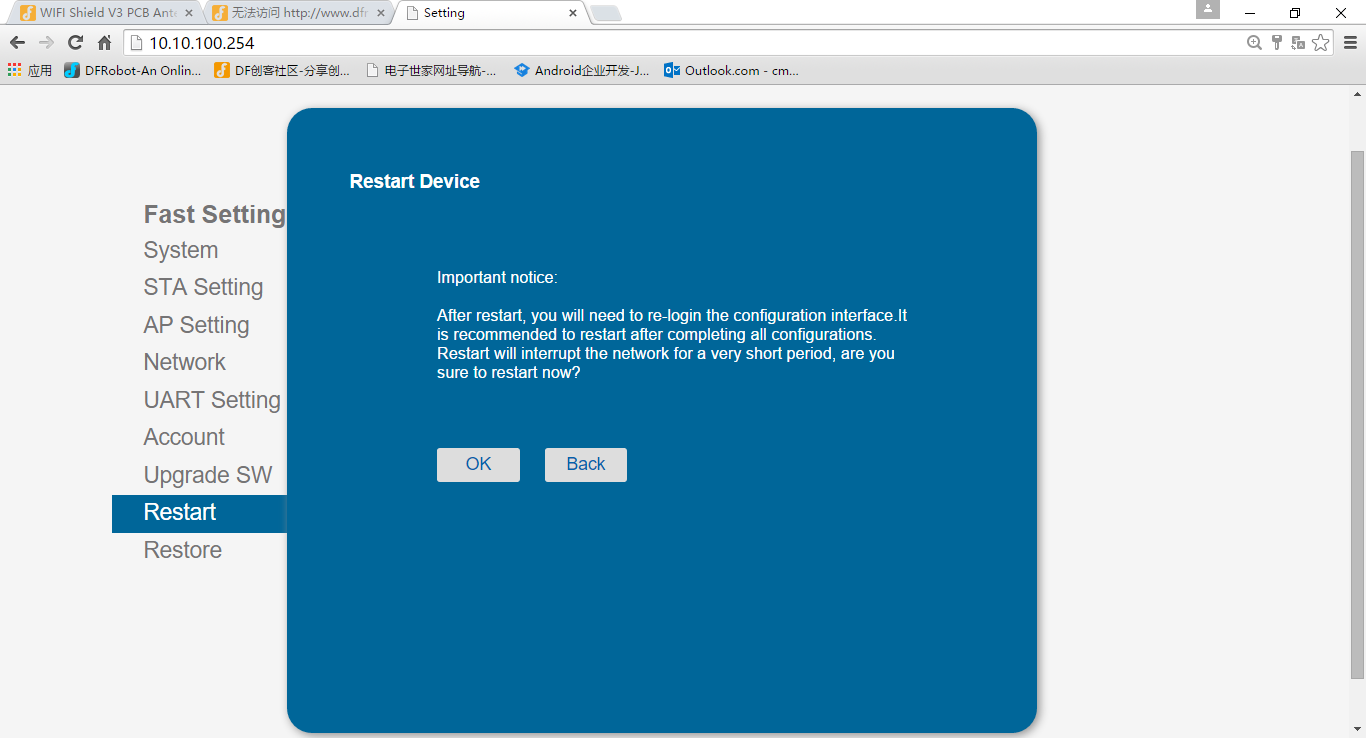 WIFI Shield V3 PCB Ante
无法访问 http://www.dfr
Setting
10.10.100.254
应用
DFRobot-An Onlin...
DF创客社区-分享创...
电子世家网址导航-...
Android企业开发-J...
Outlook.com - cm...
Restart Device
Fast Setting
System
STA Setting
AP Setting
Network
UART Setting
Account
Upgrade SW
Restart
Restore
Important notice:
After restart, you will need to re-login the configuration interface.It
is recommended to restart after completing all configurations.
Restart will interrupt the network for a very short period, are you
sure to restart now?
OK
Back